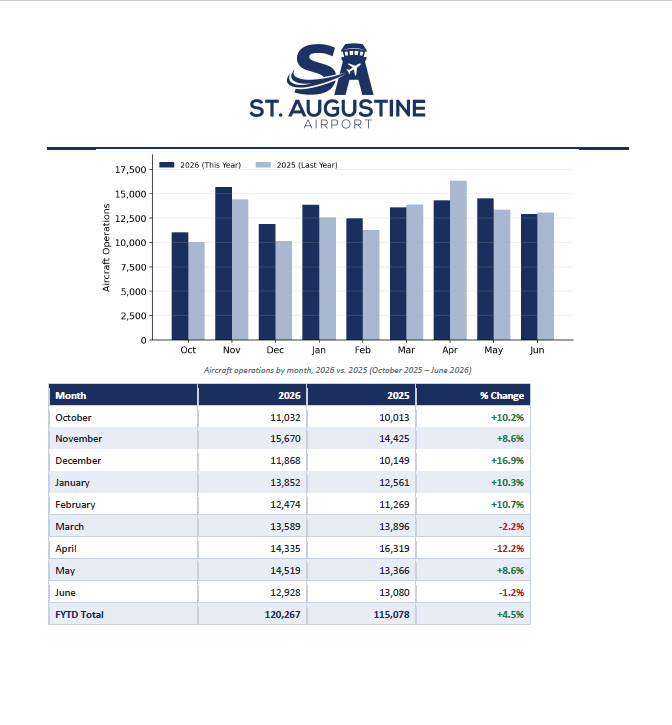 SA
ST. AUGUSTINE
AIRPORT
2026 (This Year) 2025 (Last Year)
Aircraft Operations
17,500
15,000
12,500
10,000
7,500
5,000
2,500
0
Oct Nov Dec Jan Feb Mar Apr May Jun
Aircraft operations by month, 2026 vs. 2025 (October 2025 – June 2026)
Month 2026 2025 % Change
October 11,032 10,013 +10.2%
November 15,670 14,425 +8.6%
December 11,868 10,149 +16.9%
January 13,852 12,561 +10.3%
February 12,474 11,269 +10.7%
March 13,589 13,896 -2.2%
April 14,335 16,319 -12.2%
May 14,519 13,366 +8.6%
June 12,928 13,080 -1.2%
FYTD Total 120,267 115,078 +4.5%